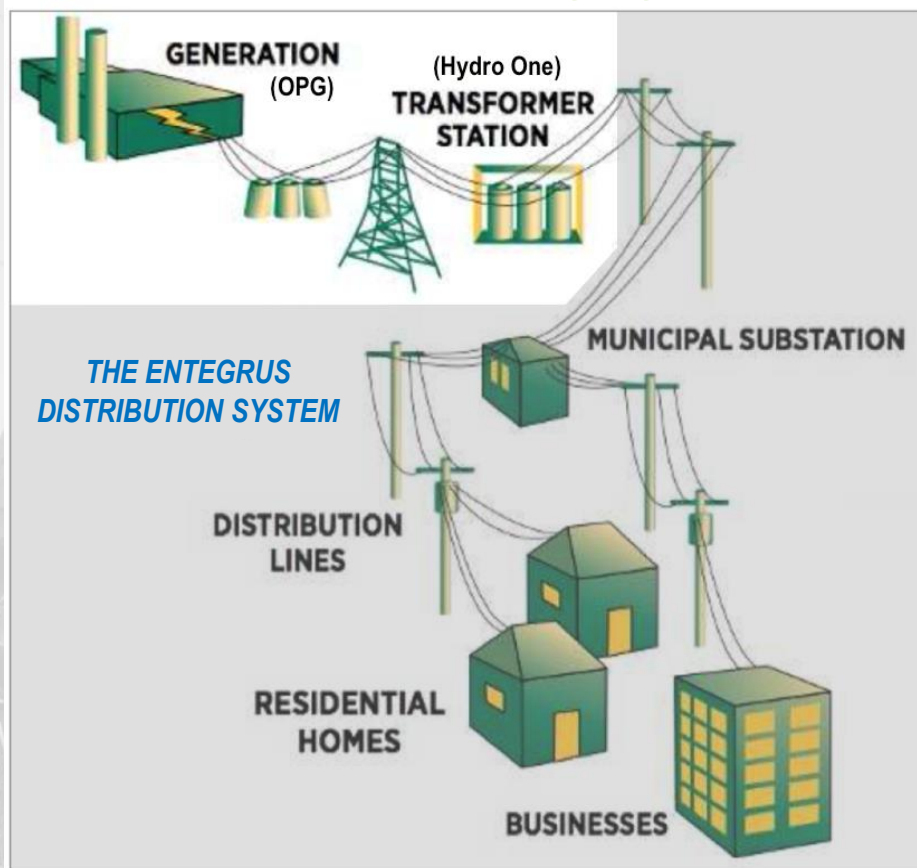 GENERATION
(OPG)
(Hydro One)
TRANSFORMER
STATION
MUNICIPAL SUBSTATION
THE ENTEGRUS
DISTRIBUTION SYSTEM
DISTRIBUTION
LINES
RESIDENTIAL
HOMES
BUSINESSES